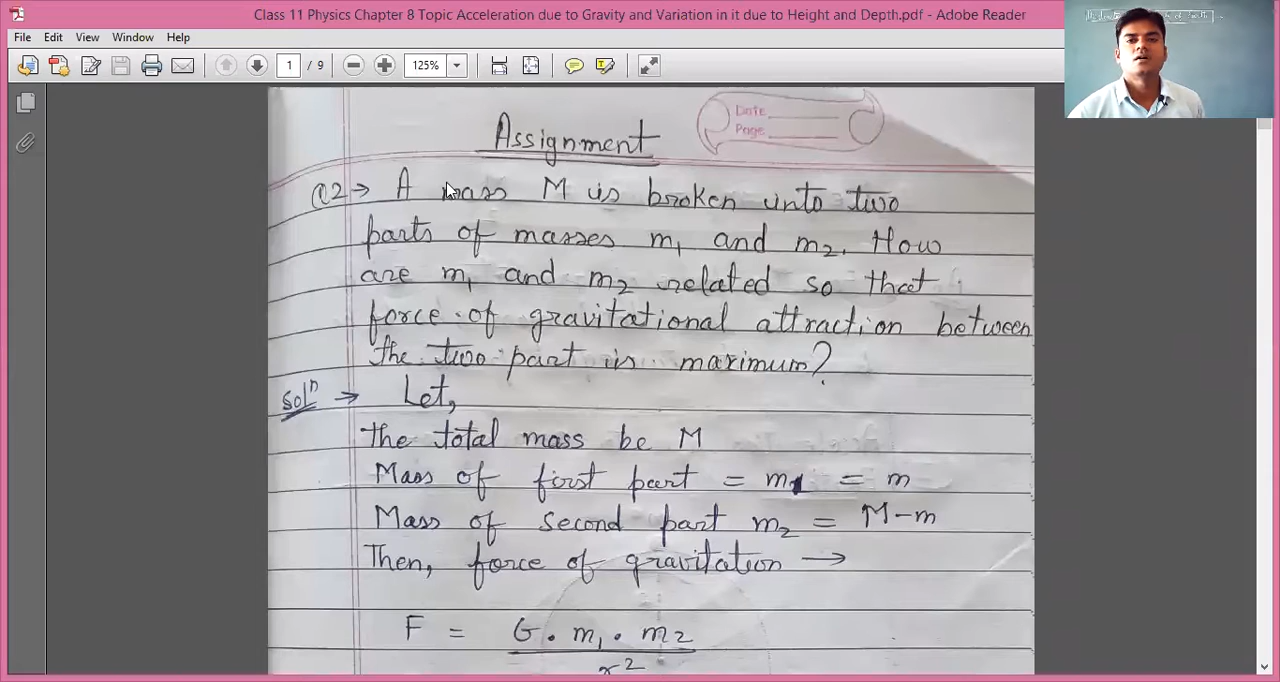 Class 11 Physics Chapter 8 Topic Acceleration due to Gravity and Variation in it due to Height and Depth.pdf - Adobe Reader
File Edit View Window Help
1 / 9 125%
Assignment
Date
Page
Q2→ A mass M is broken into two
parts of masses m₁ and m₂. How
are m₁ and m₂ related so that
force of gravitational attraction between
the two part is maximum?
Solⁿ → Let,
The total mass be M
Mass of first part = m₁ = m
Mass of second part m₂ = M-m
Then, force of gravitation →
F = G. m₁. m₂
r²